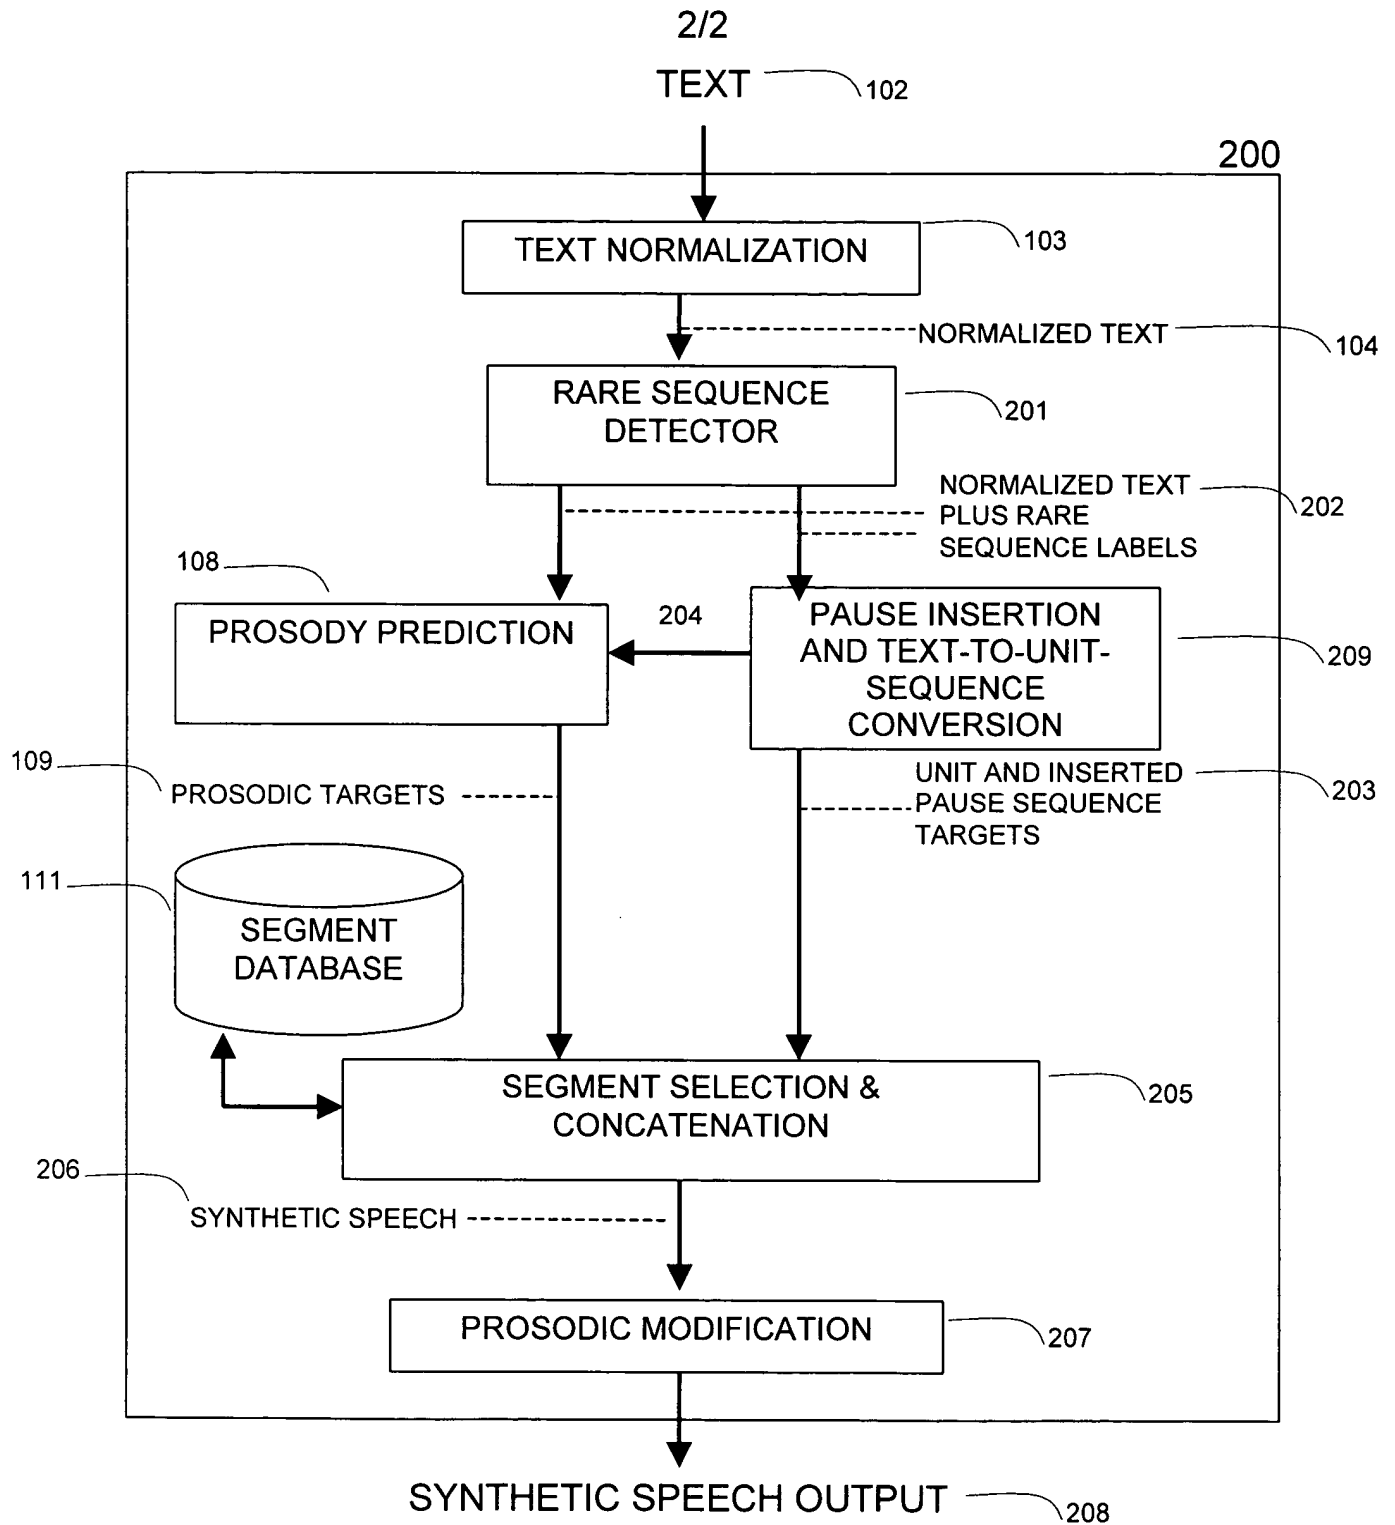 2/2
TEXT
102
200
TEXT NORMALIZATION
103
NORMALIZED TEXT
104
RARE SEQUENCE
DETECTOR
201
NORMALIZED TEXT
PLUS RARE
SEQUENCE LABELS
202
108
PROSODY PREDICTION
204
PAUSE INSERTION
AND TEXT-TO-UNIT-
SEQUENCE
CONVERSION
209
109
PROSODIC TARGETS
UNIT AND INSERTED
PAUSE SEQUENCE
TARGETS
203
111
SEGMENT
DATABASE
SEGMENT SELECTION &
CONCATENATION
205
206
SYNTHETIC SPEECH
PROSODIC MODIFICATION
207
SYNTHETIC SPEECH OUTPUT
208